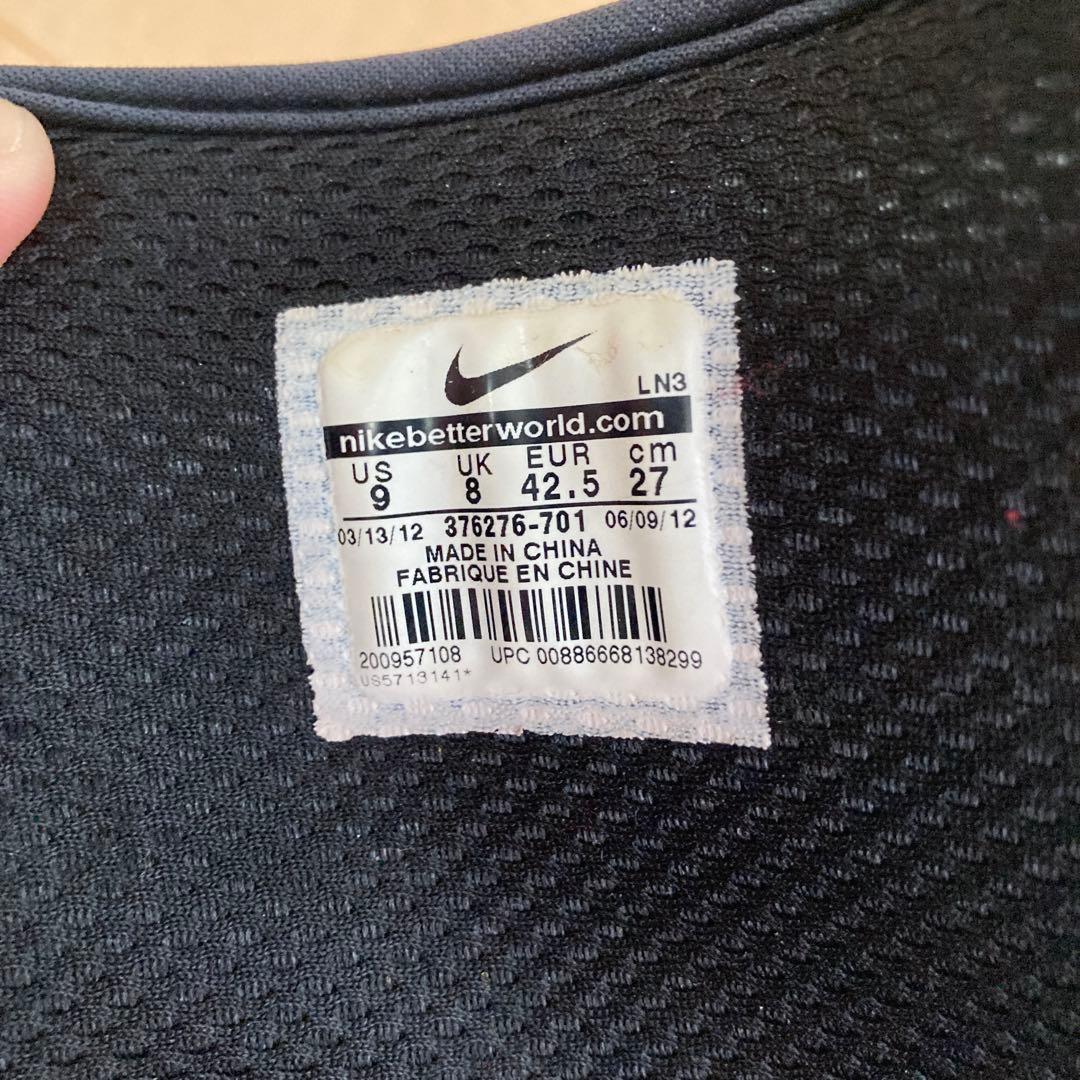 LN3
nikebetterworld.com
US UK EUR cm
9 8 42.5 27
03/13/12 376276-701 06/09/12
MADE IN CHINA
FABRIQUE EN CHINE
200957108 UPC 00886668138299
US5713141*